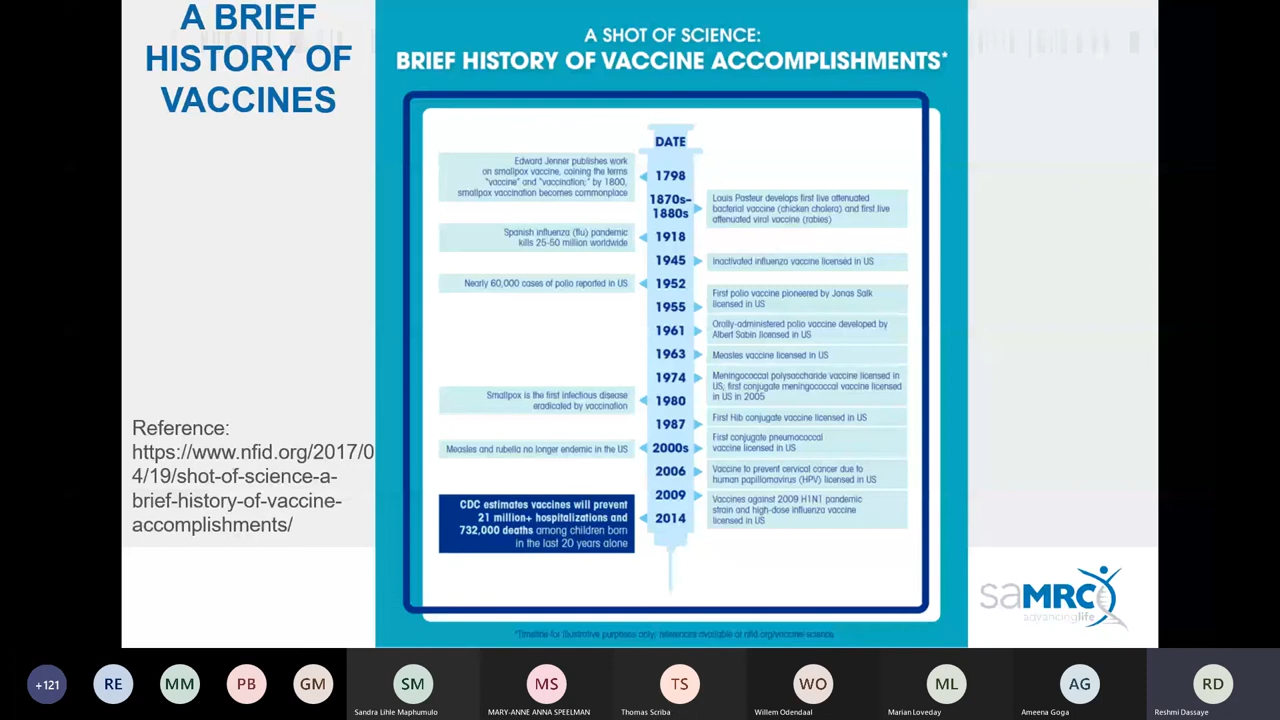 A BRIEF
HISTORY OF
VACCINES
Reference:
https://www.nfid.org/2017/0
4/19/shot-of-science-a-
brief-history-of-vaccine-
accomplishments/
A SHOT OF SCIENCE:
BRIEF HISTORY OF VACCINE ACCOMPLISHMENTS*
DATE
1798
Edward Jenner publishes work
on smallpox vaccine, coining the terms
"vaccine" and "vaccination;" by 1800,
smallpox vaccination becomes commonplace
1870s-
1880s
Louis Pasteur develops first live attenuated
bacterial vaccine (chicken cholera) and first live
attenuated viral vaccine (rabies)
1918
Spanish influenza (flu) pandemic
kills 25-50 million worldwide
1945
Inactivated influenza vaccine licensed in US
1952
Nearly 60,000 cases of polio reported in US
1955
First polio vaccine pioneered by Jonas Salk
licensed in US
1961
Orally-administered polio vaccine developed by
Albert Sabin licensed in US
1963
Measles vaccine licensed in US
1974
Meningococcal polysaccharide vaccine licensed in
US; first conjugate meningococcal vaccine licensed
in US in 2005
1980
Smallpox is the first infectious disease
eradicated by vaccination
1987
First Hib conjugate vaccine licensed in US
2000s
Measles and rubella no longer endemic in the US
First conjugate pneumococcal
vaccine licensed in US
2006
Vaccine to prevent cervical cancer due to
human papillomavirus (HPV) licensed in US
2009
Vaccines against 2009 H1N1 pandemic
strain and high-dose influenza vaccine
licensed in US
2014
CDC estimates vaccines will prevent
21 million+ hospitalizations and
732,000 deaths among children born
in the last 20 years alone
*Timeline for illustrative purposes only; references available at nfid.org/vaccine-science.
saMRC
advancinglife
+121
RE
MM
PB
GM
SM
Sandra Lihle Maphumulo
MS
MARY-ANNE ANNA SPEELMAN
TS
Thomas Scriba
WO
Willem Odendaal
ML
Marian Loveday
AG
Ameena Goga
RD
Reshmi Dassaye